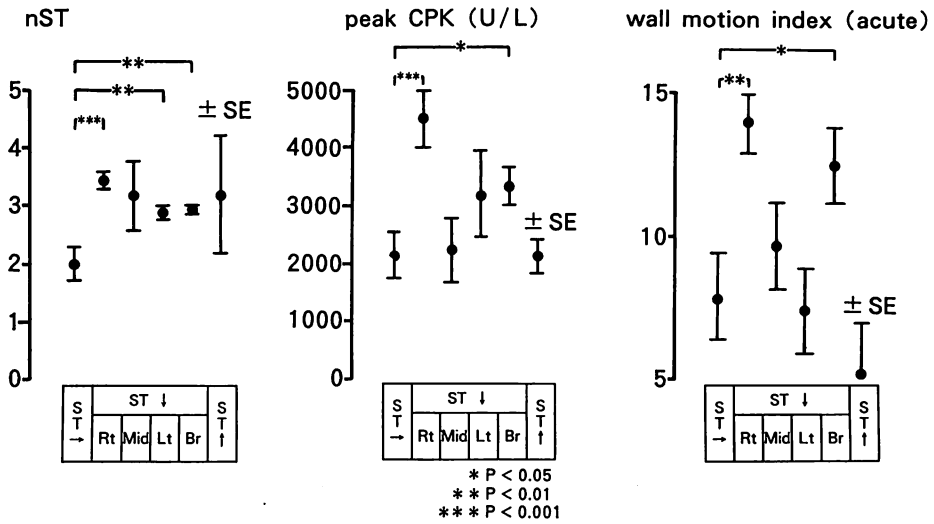 nST
** 
**
***
± SE
5
4
3
2
1
0
S T →
ST ↓
Rt Mid Lt Br
S T ↑
peak CPK (U/L)
*
***
± SE
5000
4000
3000
2000
1000
0
S T →
ST ↓
Rt Mid Lt Br
S T ↑
* P < 0.05
** P < 0.01
*** P < 0.001
wall motion index (acute)
*
**
± SE
15
10
5
S T →
ST ↓
Rt Mid Lt Br
S T ↑